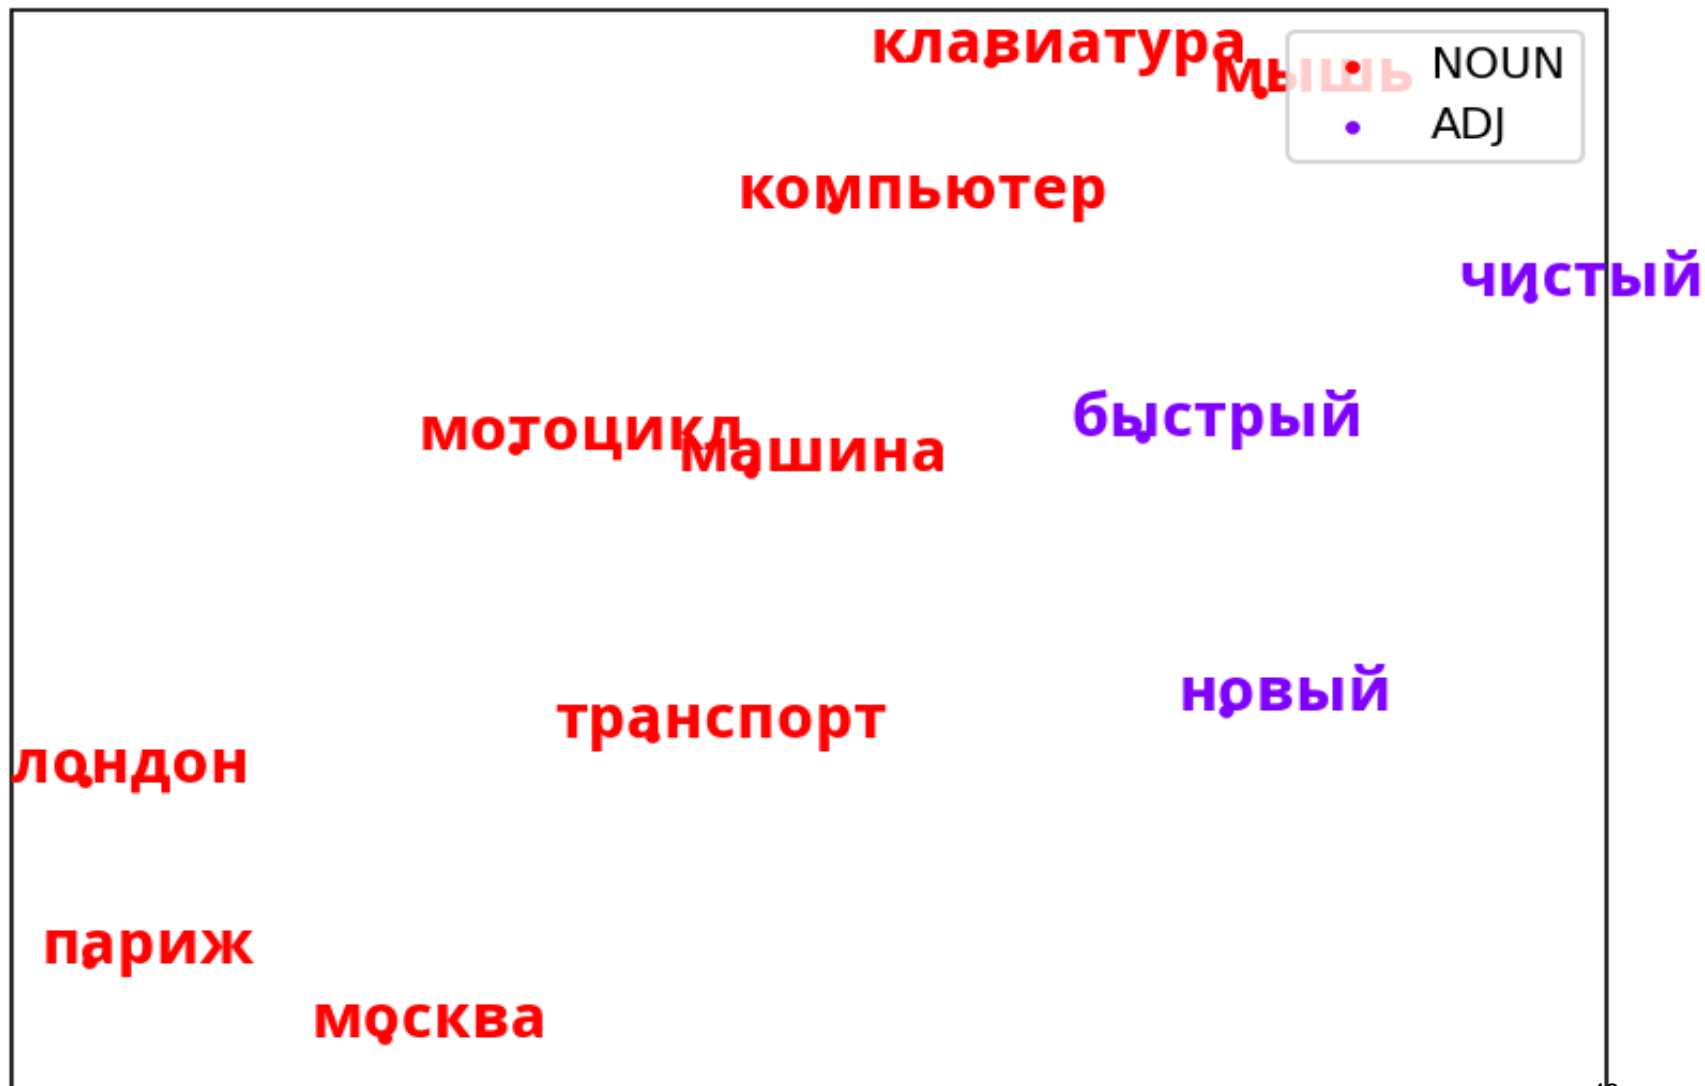 клавиатура
мышь
NOUN
ADJ
компьютер
чистый
быстрый
мотоцикл
машина
новый
транспорт
лондон
париж
москва